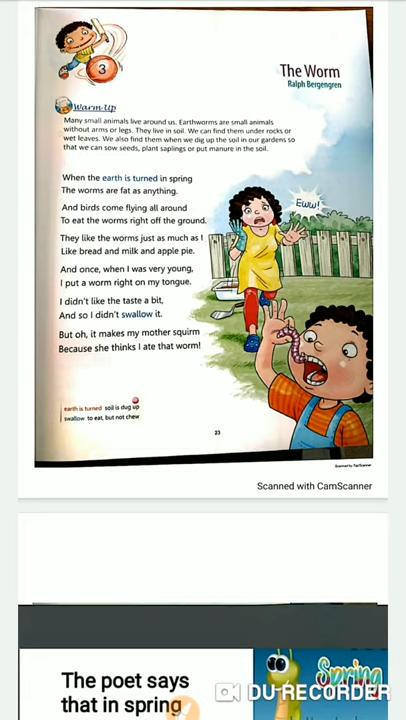 3
The Worm
Ralph Bergengren
Warm-Up
Many small animals live around us. Earthworms are small animals
without arms or legs. They live in soil. We can find them under rocks or
wet leaves. We also find them when we dig up the soil in our gardens so
that we can sow seeds, plant saplings or put manure in the soil.
When the earth is turned in spring
The worms are fat as anything.
And birds come flying all around
To eat the worms right off the ground.
They like the worms just as much as I
Like bread and milk and apple pie.
And once, when I was very young,
I put a worm right on my tongue.
I didn't like the taste a bit,
And so I didn't swallow it.
But oh, it makes my mother squirm
Because she thinks I ate that worm!
Eww!
earth is turned soil is dug up
swallow to eat, but not chew
23
Scanned by TapScanner
Scanned with CamScanner
The poet says
that in spring
Spring
DU RECORDER